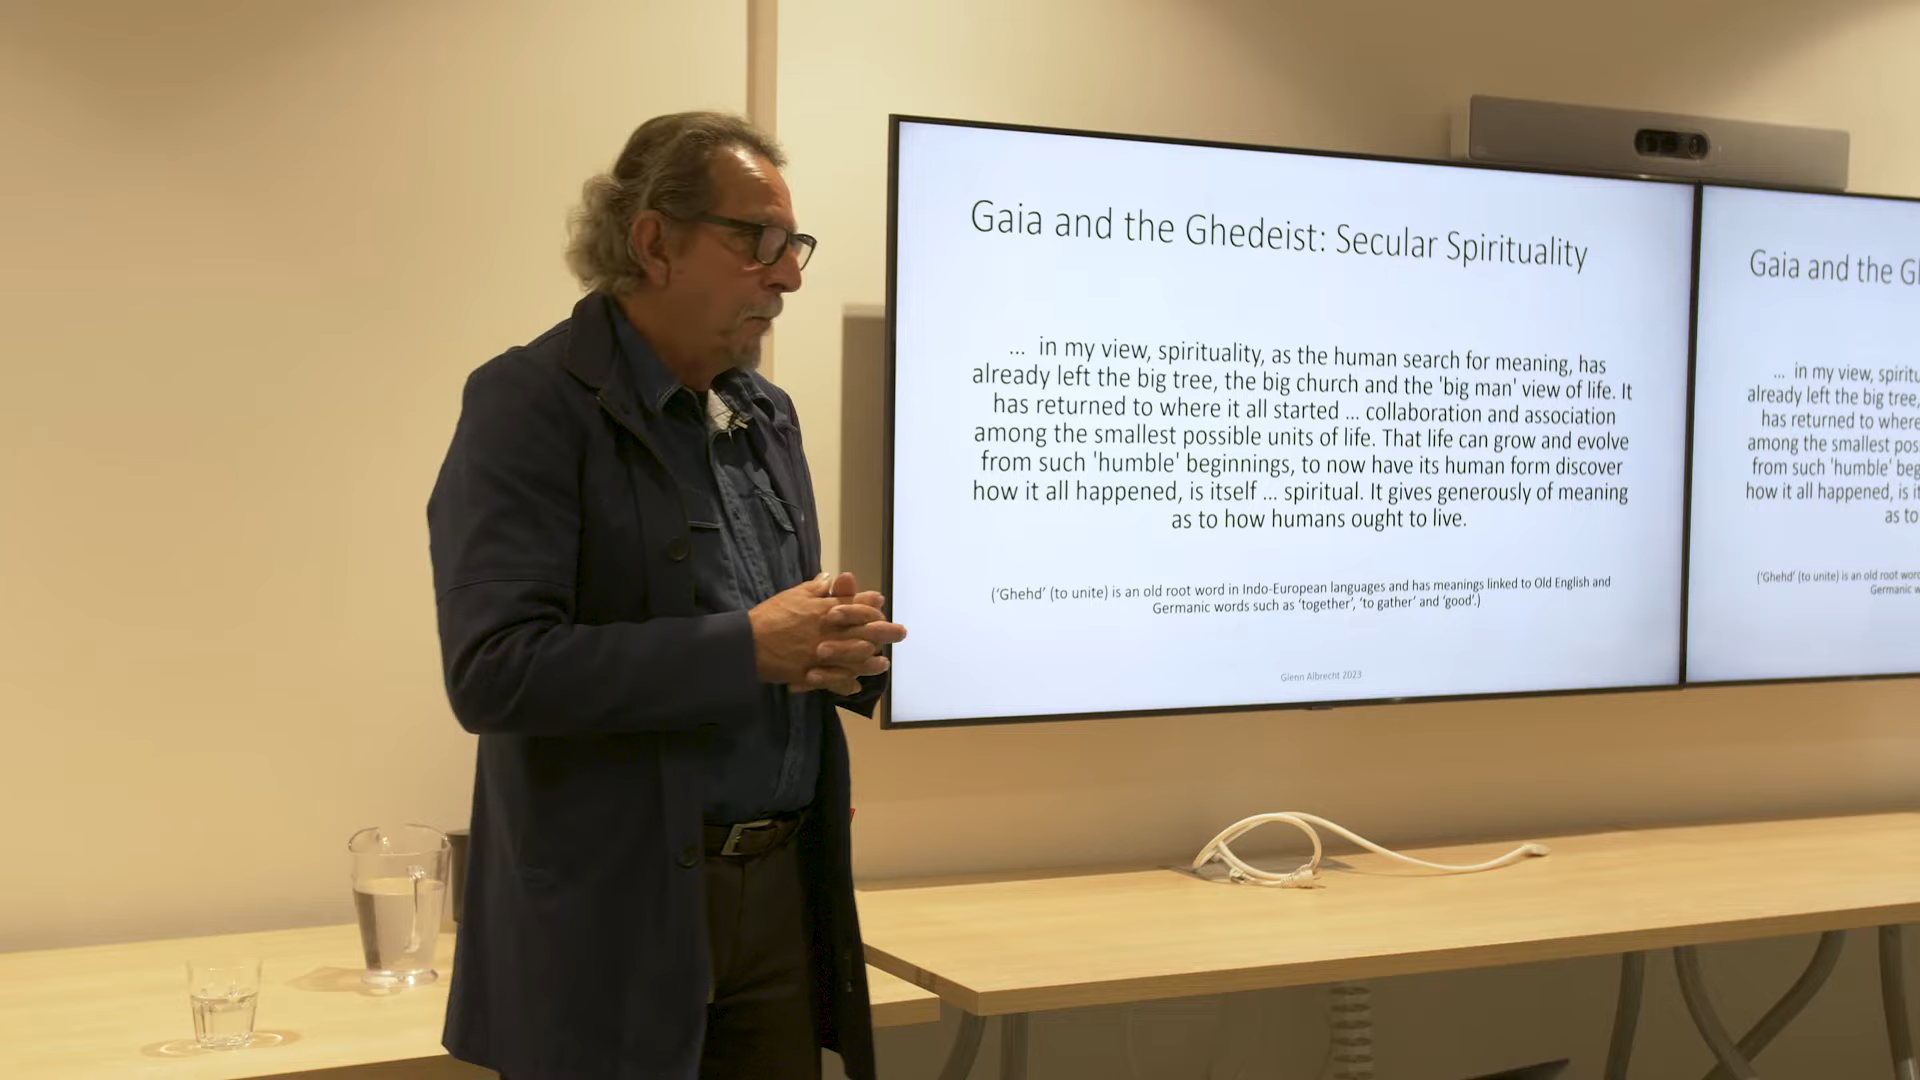 Gaia and the Ghedeist: Secular Spirituality
... in my view, spirituality, as the human search for meaning, has
already left the big tree, the big church and the 'big man' view of life. It
has returned to where it all started ... collaboration and association
among the smallest possible units of life. That life can grow and evolve
from such 'humble' beginnings, to now have its human form discover
how it all happened, is itself ... spiritual. It gives generously of meaning
as to how humans ought to live.
('Ghehd' (to unite) is an old root word in Indo-European languages and has meanings linked to Old English and
Germanic words such as 'together', 'to gather' and 'good'.)
Glenn Albrecht 2023
Gaia and the G
... in my view, spiritu
already left the big tree,
has returned to where
among the smallest pos
from such 'humble' beg
how it all happened, is i
as to
('Ghehd' (to unite) is an old root word
Germanic w